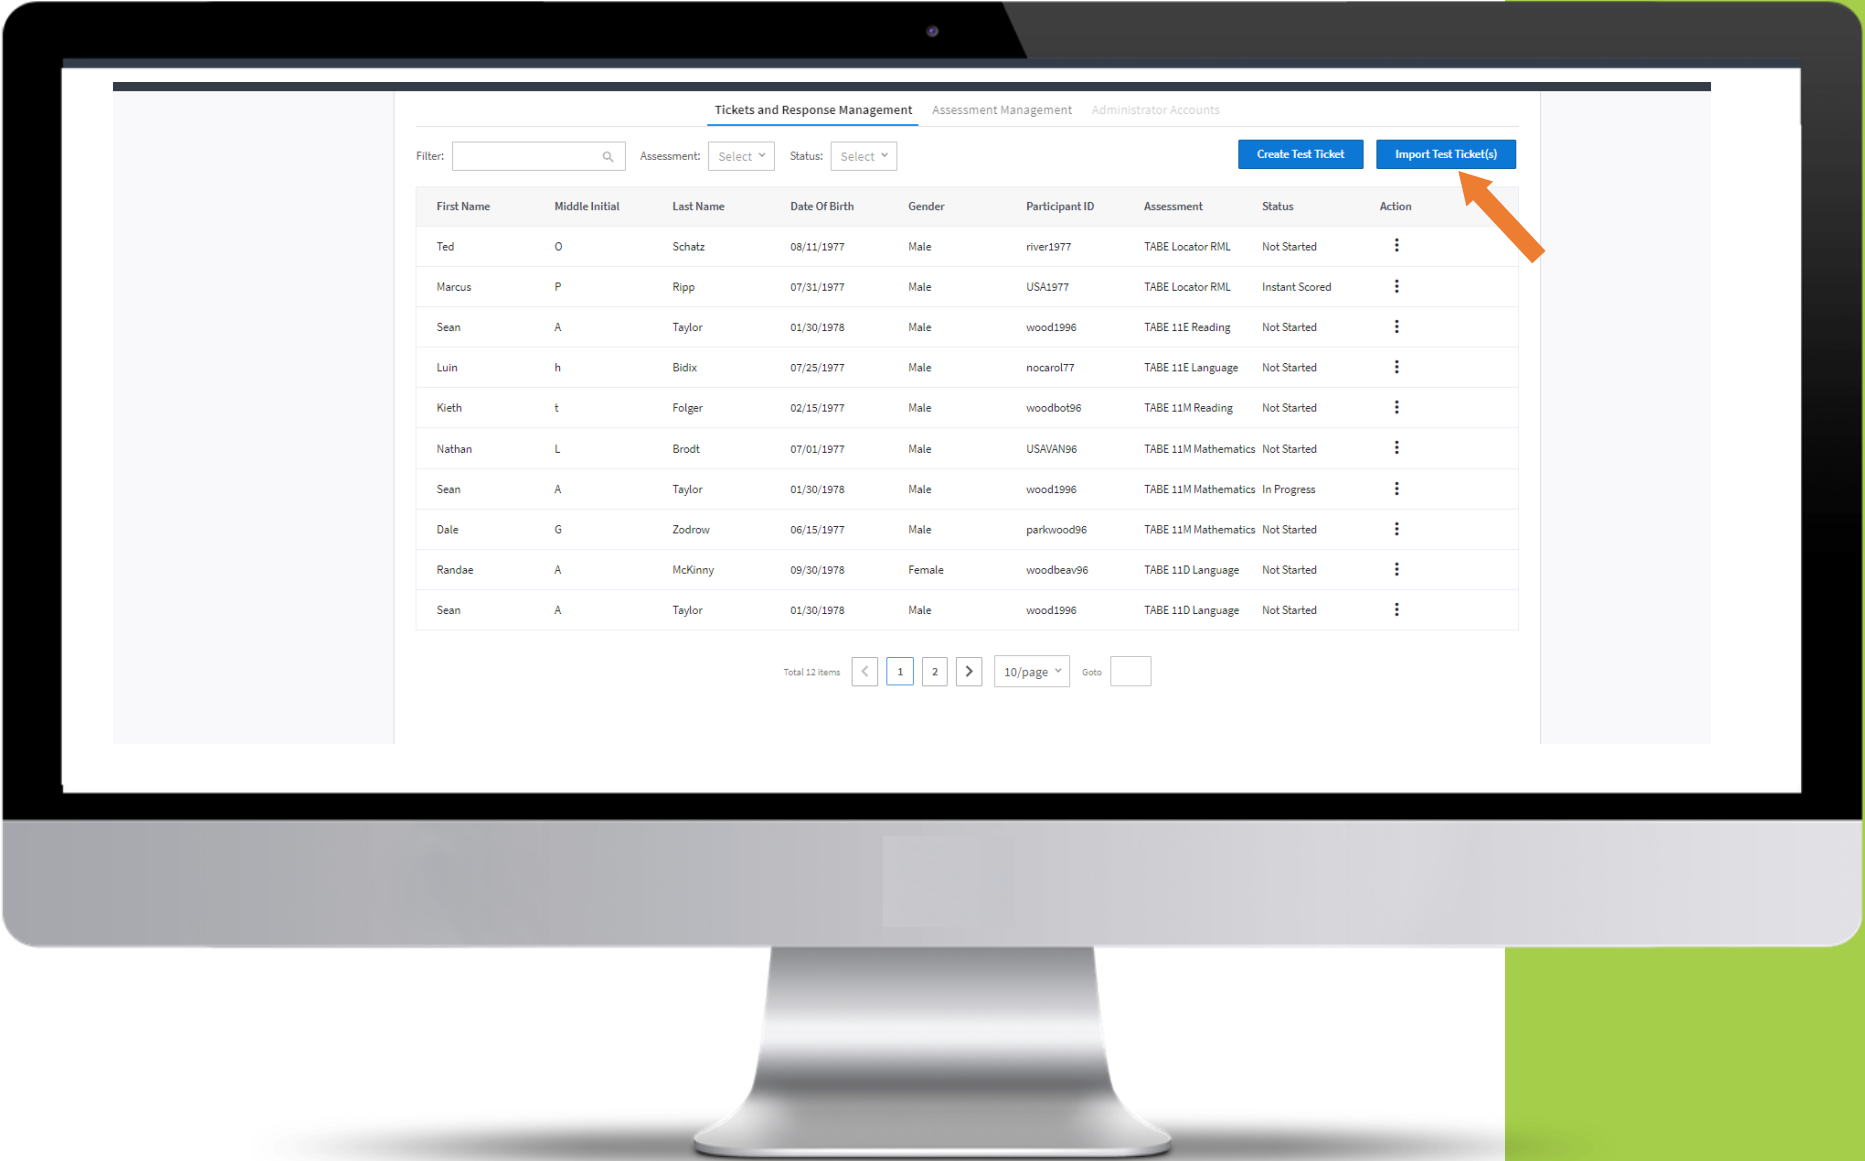 Tickets and Response Management Assessment Management Administrator Accounts
Filter: Assessment: Select Status: Select Create Test Ticket Import Test Ticket(s)
First Name Middle Initial Last Name Date Of Birth Gender Participant ID Assessment Status Action
Ted O Schatz 08/11/1977 Male river1977 TABE Locator RML Not Started
Marcus P Ripp 07/31/1977 Male USA1977 TABE Locator RML Instant Scored
Sean A Taylor 01/30/1978 Male wood1996 TABE 11E Reading Not Started
Luin h Bidix 07/25/1977 Male nocarol77 TABE 11E Language Not Started
Kieth t Folger 02/15/1977 Male woodbot96 TABE 11M Reading Not Started
Nathan L Brodt 07/01/1977 Male USAVAN96 TABE 11M Mathematics Not Started
Sean A Taylor 01/30/1978 Male wood1996 TABE 11M Mathematics In Progress
Dale G Zodrow 06/15/1977 Male parkwood96 TABE 11M Mathematics Not Started
Randae A McKinny 09/30/1978 Female woodbeav96 TABE 11D Language Not Started
Sean A Taylor 01/30/1978 Male wood1996 TABE 11D Language Not Started
Total 12 items 1 2 10/page Goto